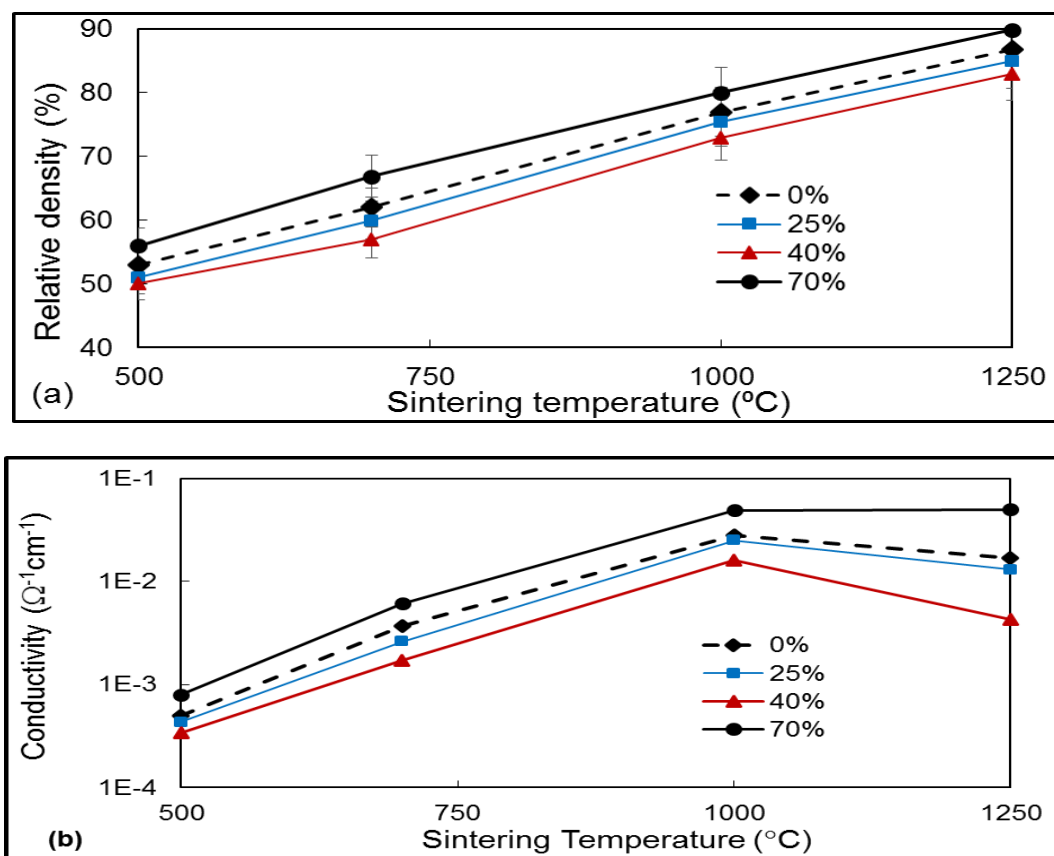 90
80
70
60
50
40
Relative density (%)
0%
25%
40%
70%
500 750 1000 1250
(a)
Sintering temperature (ºC)
1E-1
1E-2
1E-3
1E-4
Conductivity (Ω-1cm-1)
0%
25%
40%
70%
500 750 1000 1250
(b)
Sintering Temperature (°C)